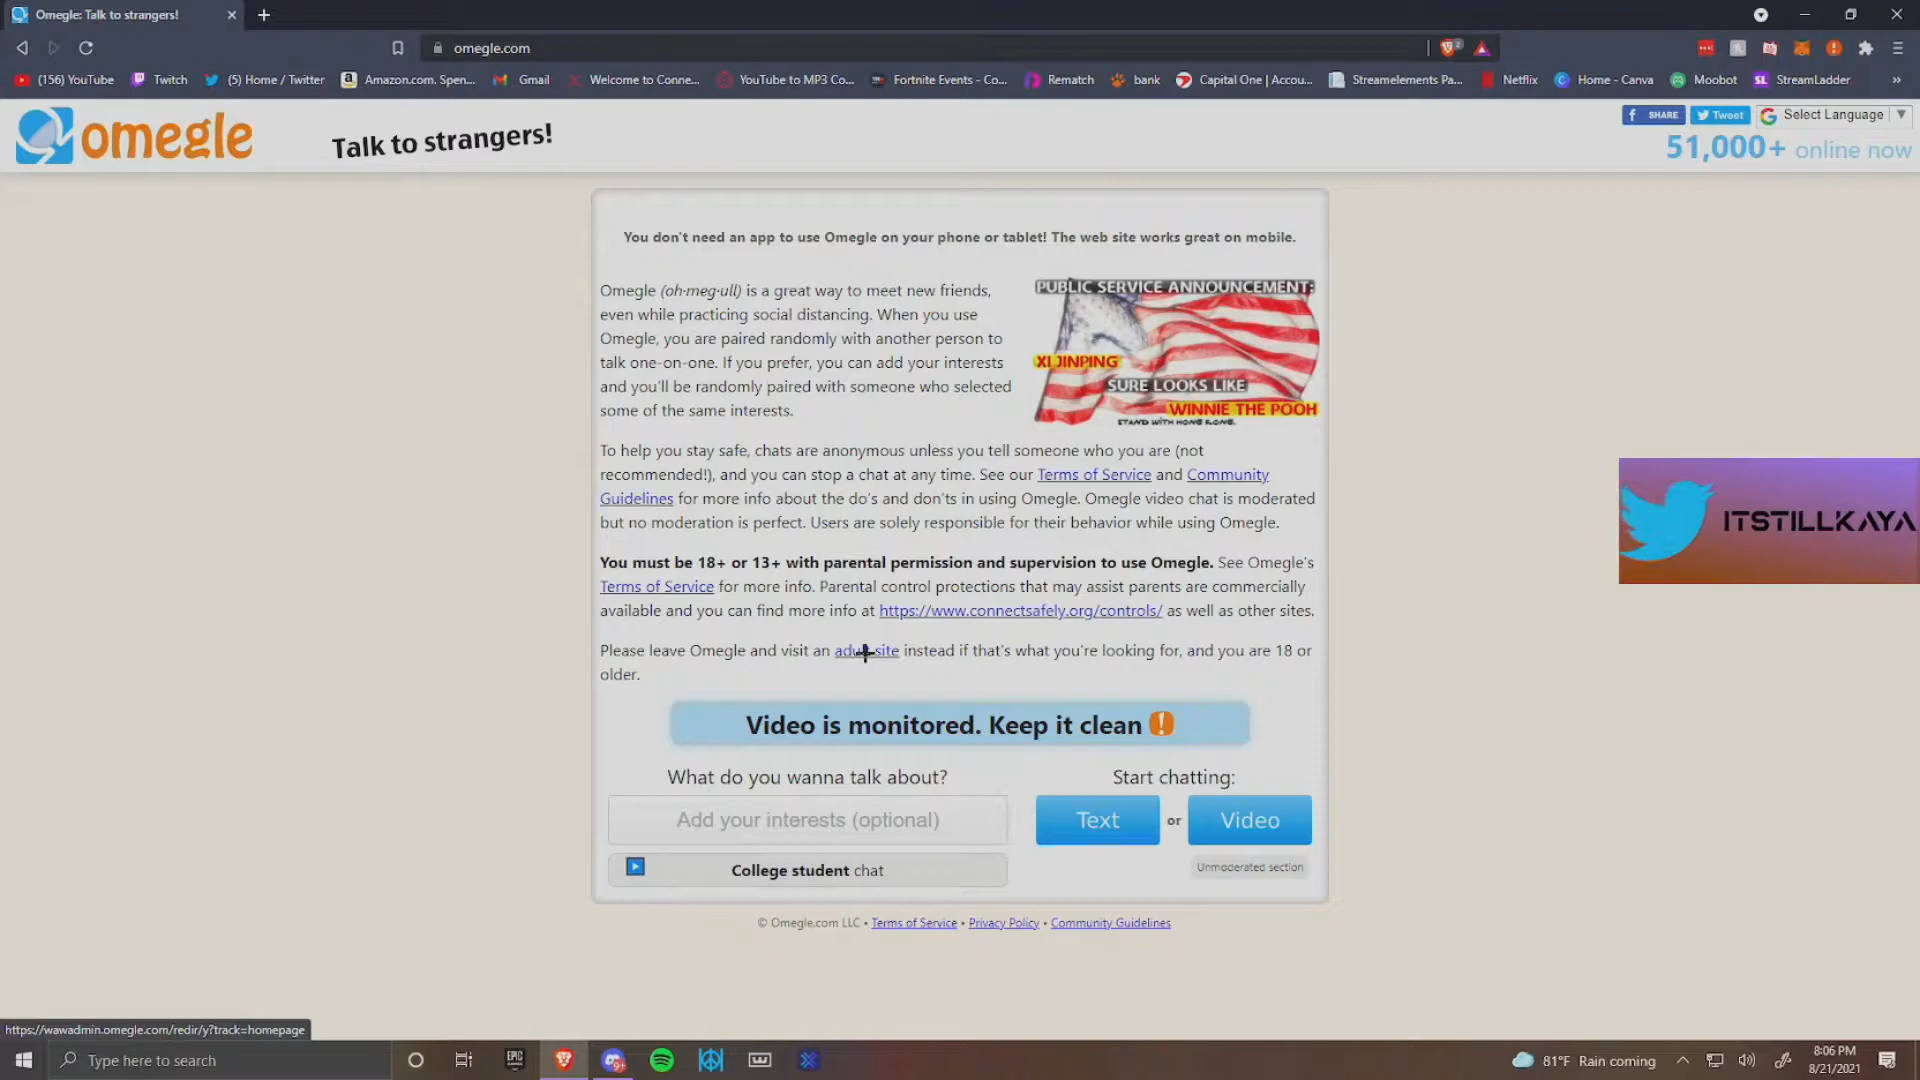 Omegle: Talk to strangers!
omegle.com
(156) YouTube
Twitch
(5) Home / Twitter
Amazon.com. Spen...
Gmail
Welcome to Conne...
YouTube to MP3 Co...
Fortnite Events - Co...
Rematch
bank
Capital One | Accou...
Streamelements Pa...
Netflix
Home - Canva
Moobot
SL StreamLadder
omegle
Talk to strangers!
f SHARE
Tweet
Select Language
51,000+ online now
You don't need an app to use Omegle on your phone or tablet! The web site works great on mobile.
Omegle (oh·meg·ull) is a great way to meet new friends,
even while practicing social distancing. When you use
Omegle, you are paired randomly with another person to
talk one-on-one. If you prefer, you can add your interests
and you'll be randomly paired with someone who selected
some of the same interests.
PUBLIC SERVICE ANNOUNCEMENT:
XI JINPING
SURE LOOKS LIKE
WINNIE THE POOH
STAND WITH HONG KONG.
To help you stay safe, chats are anonymous unless you tell someone who you are (not
recommended!), and you can stop a chat at any time. See our Terms of Service and Community
Guidelines for more info about the do's and don'ts in using Omegle. Omegle video chat is moderated
but no moderation is perfect. Users are solely responsible for their behavior while using Omegle.
You must be 18+ or 13+ with parental permission and supervision to use Omegle. See Omegle's
Terms of Service for more info. Parental control protections that may assist parents are commercially
available and you can find more info at https://www.connectsafely.org/controls/ as well as other sites.
Please leave Omegle and visit an adult site instead if that's what you're looking for, and you are 18 or
older.
Video is monitored. Keep it clean !
What do you wanna talk about?
Start chatting:
Add your interests (optional)
Text or Video
College student chat
Unmoderated section
© Omegle.com LLC • Terms of Service • Privacy Policy • Community Guidelines
ITSTILLKAYA
https://wawadmin.omegle.com/redir/y?track=homepage
Type here to search
EPIC
GAMES
9+
81°F Rain coming
8:06 PM
8/21/2021